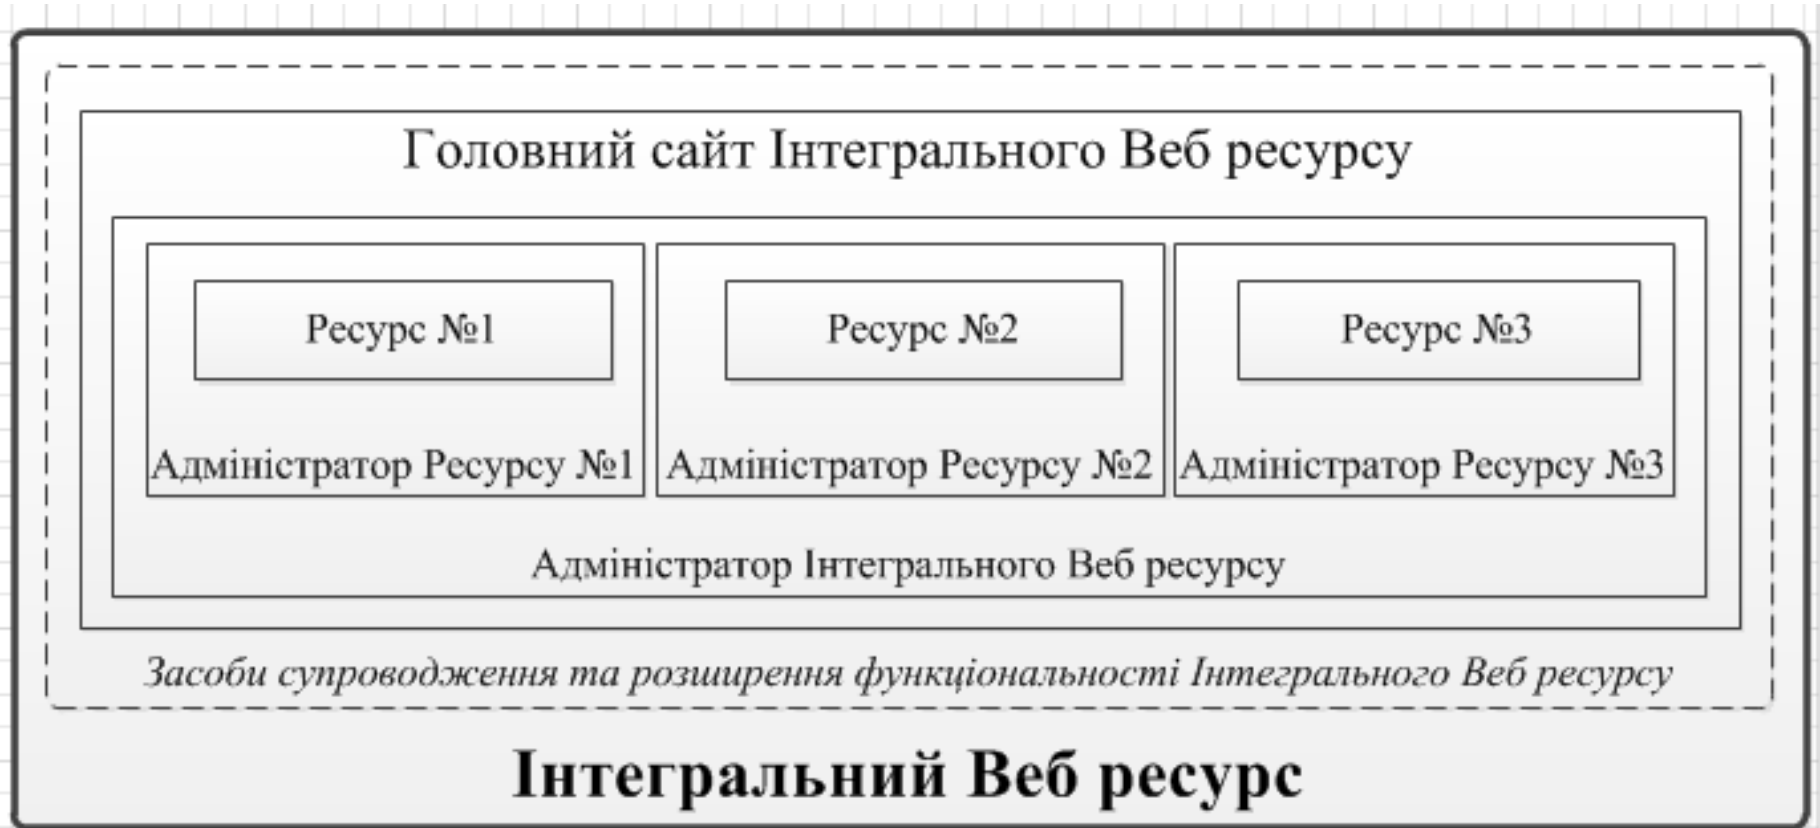 Головний сайт Інтегрального Веб ресурсу
Ресурс №1
Ресурс №2
Ресурс №3
Адміністратор Ресурсу №1
Адміністратор Ресурсу №2
Адміністратор Ресурсу №3
Адміністратор Інтегрального Веб ресурсу
Засоби супроводження та розширення функціональності Інтегрального Веб ресурсу
Інтегральний Веб ресурс